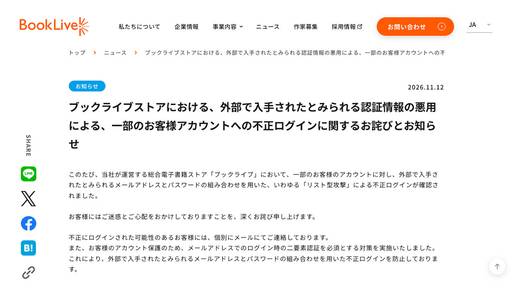 BookLive
私たちについて
企業情報
事業内容
ニュース
作家募集
採用情報
お問い合わせ
JA
トップ
ニュース
ブックライブストアにおける、外部で入手されたとみられる認証情報の悪用による、一部のお客様アカウントへの不
お知らせ
2026.11.12
ブックライブストアにおける、外部で入手されたとみられる認証情報の悪用
による、一部のお客様アカウントへの不正ログインに関するお詫びとお知ら
せ
SHARE
このたび、当社が運営する総合電子書籍ストア「ブックライブ」において、一部のお客様のアカウントに対し、外部で入手さ
れたとみられるメールアドレスとパスワードの組み合わせを用いた、いわゆる「リスト型攻撃」による不正ログインが確認さ
れました。
お客様にはご迷惑とご心配をおかけしておりますことを、深くお詫び申し上げます。
不正にログインされた可能性のあるお客様には、個別にメールにてご連絡しております。
また、お客様のアカウント保護のため、メールアドレスでのログイン時の二要素認証を必須とする対策を実施いたしました。
これにより、外部で入手されたとみられるメールアドレスとパスワードの組み合わせを用いた不正ログインを防止しておりま
す。
LINE
B!